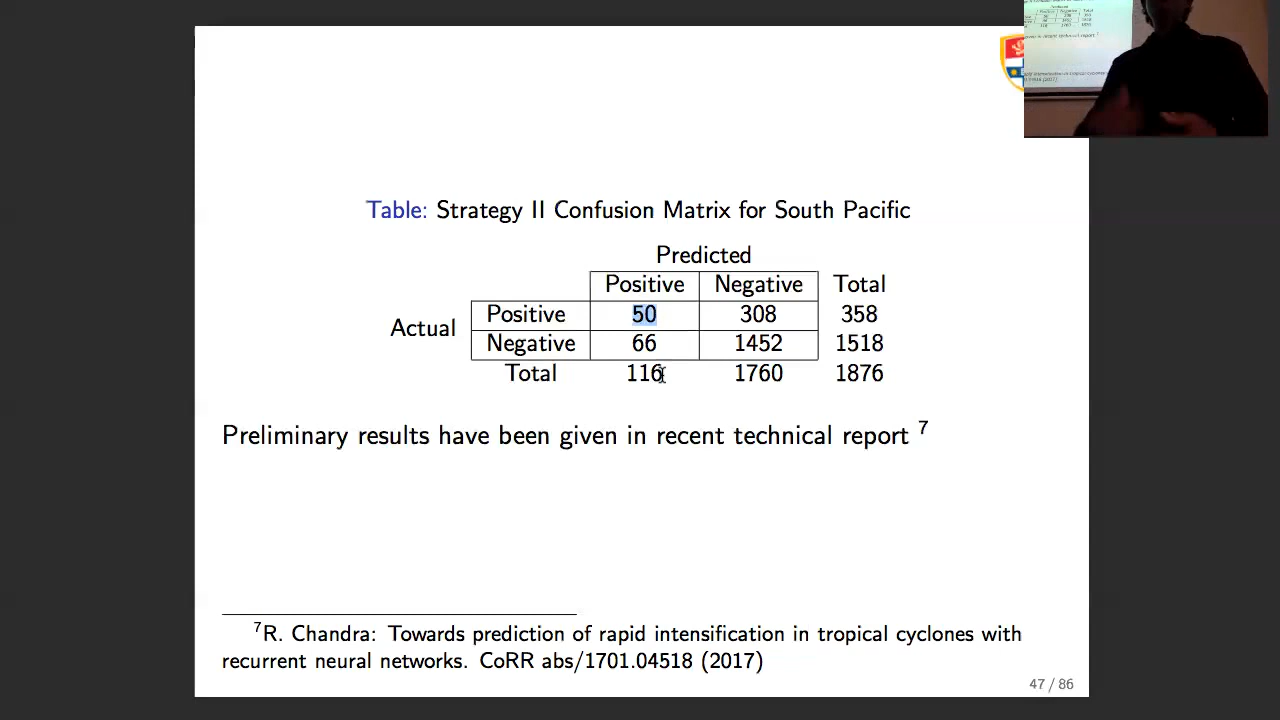 Table: Strategy II Confusion Matrix for South Pacific
Predicted
Positive Negative Total
Actual
Positive 50 308 358
Negative 66 1452 1518
Total 116 1760 1876
Preliminary results have been given in recent technical report 7
7R. Chandra: Towards prediction of rapid intensification in tropical cyclones with
recurrent neural networks. CoRR abs/1701.04518 (2017)
47 / 86